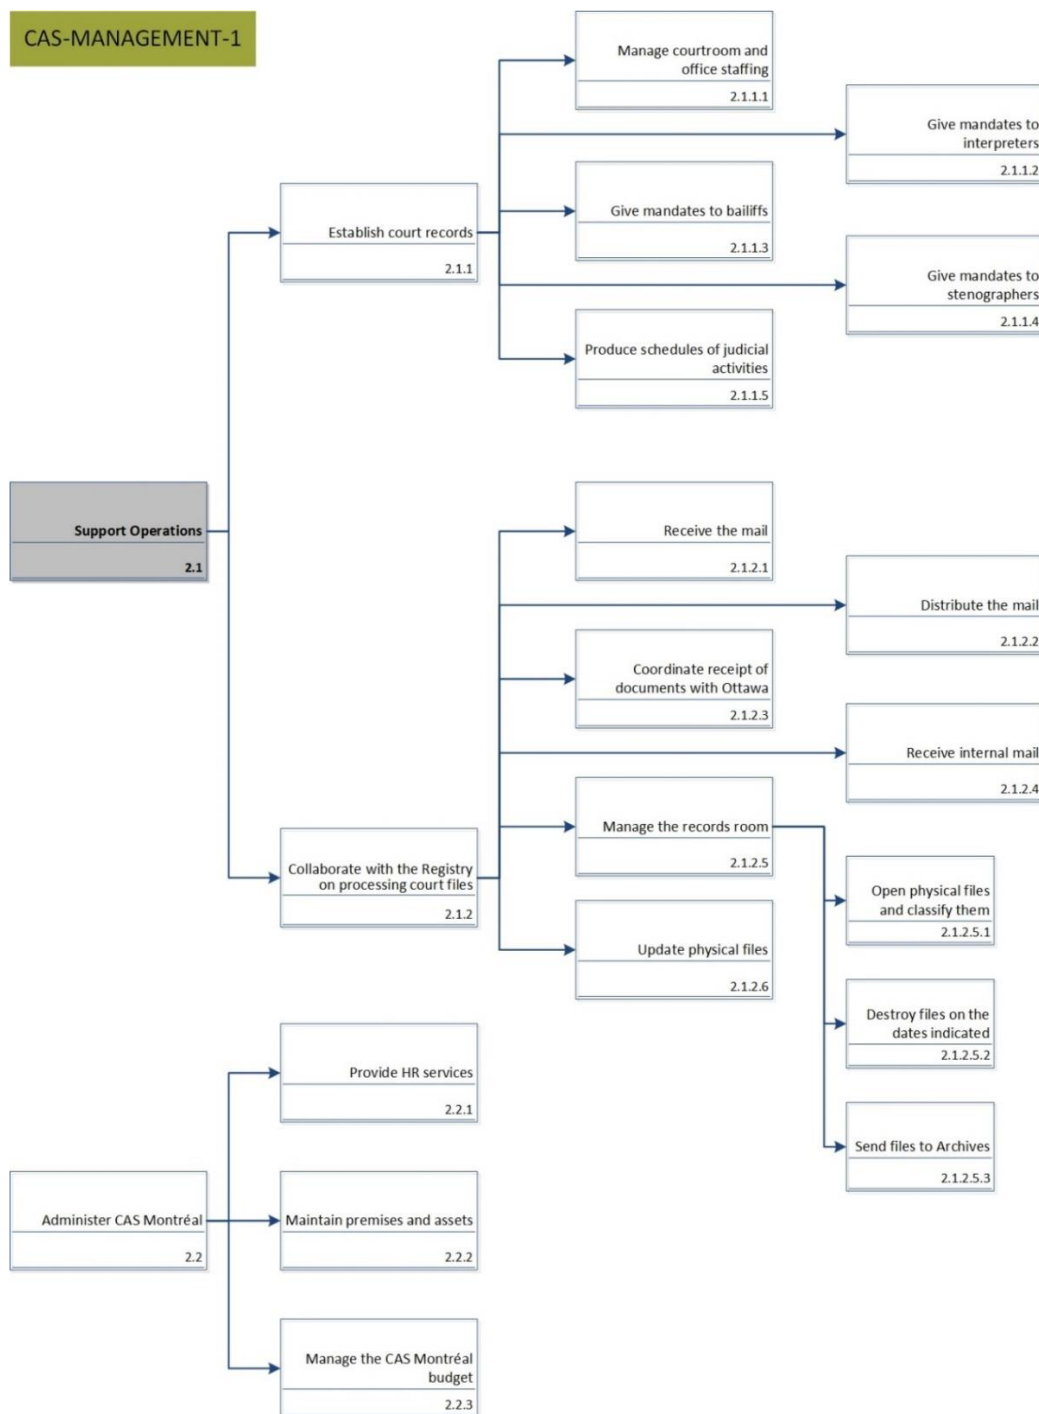 CAS-MANAGEMENT-1
Manage courtroom and
office staffing
2.1.1.1
Give mandates to
interpreters
2.1.1.2
Establish court records
2.1.1
Give mandates to bailiffs
2.1.1.3
Give mandates to
stenographers
2.1.1.4
Produce schedules of judicial
activities
2.1.1.5
Support Operations
2.1
Receive the mail
2.1.2.1
Distribute the mail
2.1.2.2
Coordinate receipt of
documents with Ottawa
2.1.2.3
Receive internal mail
2.1.2.4
Collaborate with the Registry
on processing court files
2.1.2
Manage the records room
2.1.2.5
Open physical files
and classify them
2.1.2.5.1
Update physical files
2.1.2.6
Destroy files on the
dates indicated
2.1.2.5.2
Send files to Archives
2.1.2.5.3
Provide HR services
2.2.1
Administer CAS Montréal
2.2
Maintain premises and assets
2.2.2
Manage the CAS Montréal
budget
2.2.3